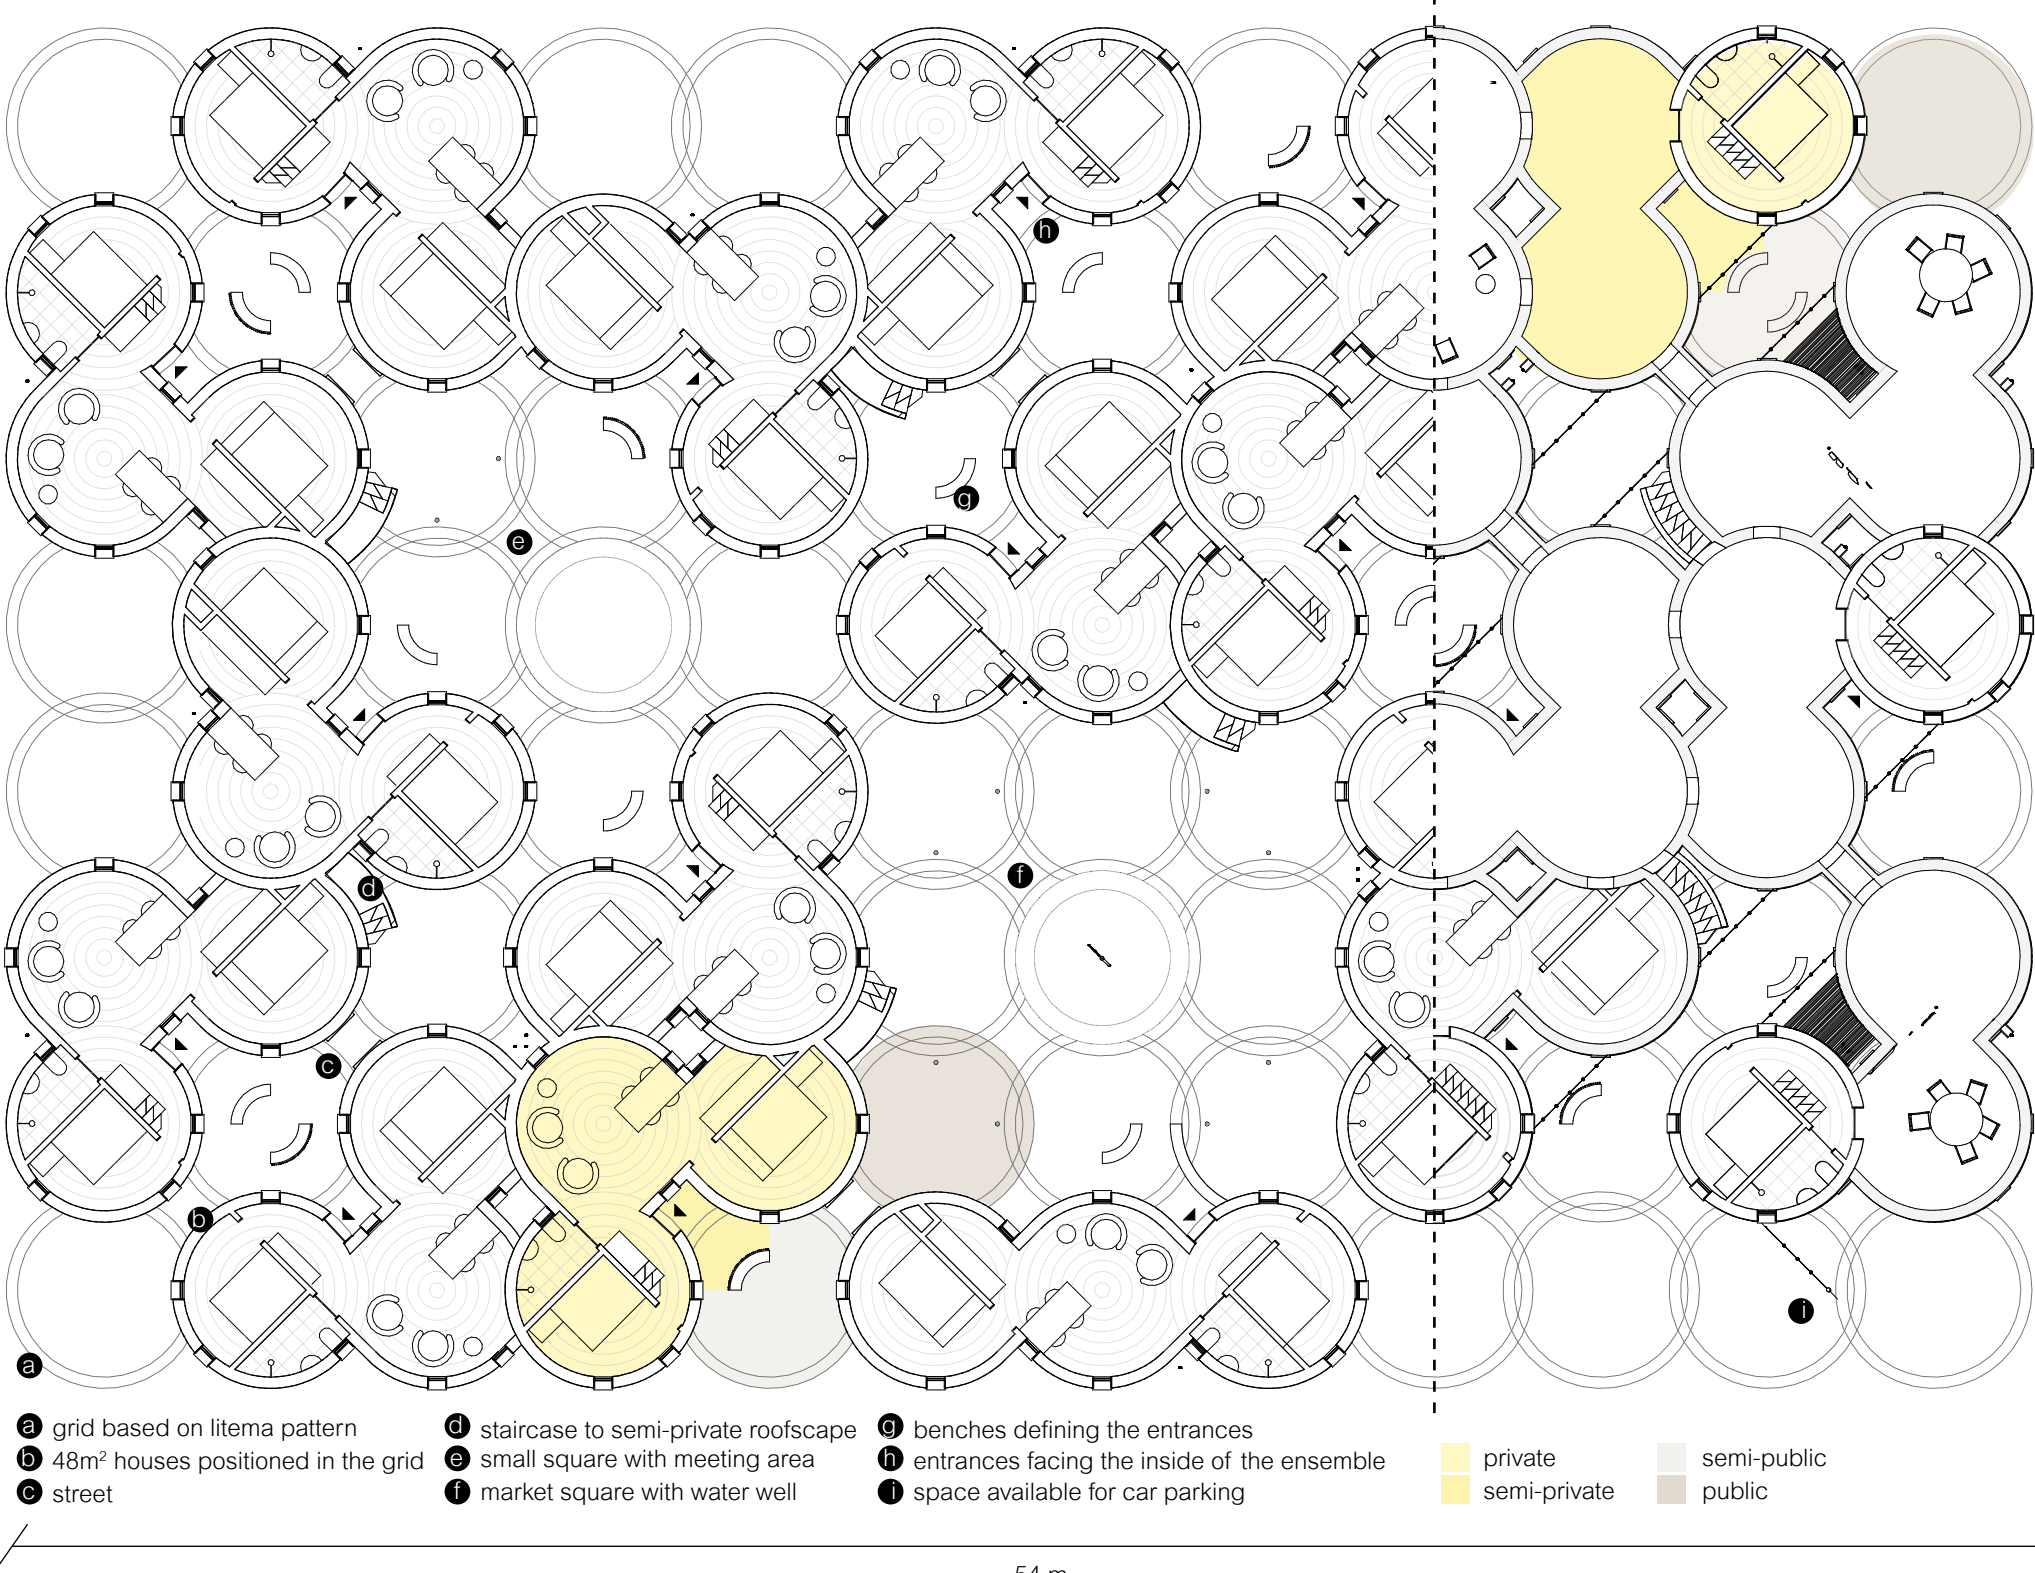 h
g
e
f
d
c
b
i
a
a grid based on litema pattern
b 48m² houses positioned in the grid
c street
d staircase to semi-private roofscape
e small square with meeting area
f market square with water well
g benches defining the entrances
h entrances facing the inside of the ensemble
i space available for car parking
private
semi-private
semi-public
public
54 m